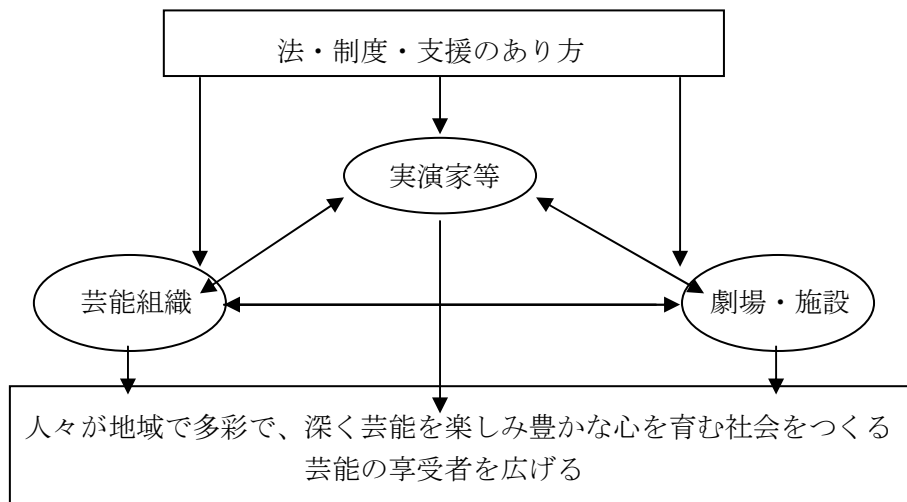 法・制度・支援のあり方
実演家等
芸能組織
劇場・施設
人々が地域で多彩で、深く芸能を楽しみ豊かな心を育む社会をつくる
芸能の享受者を広げる